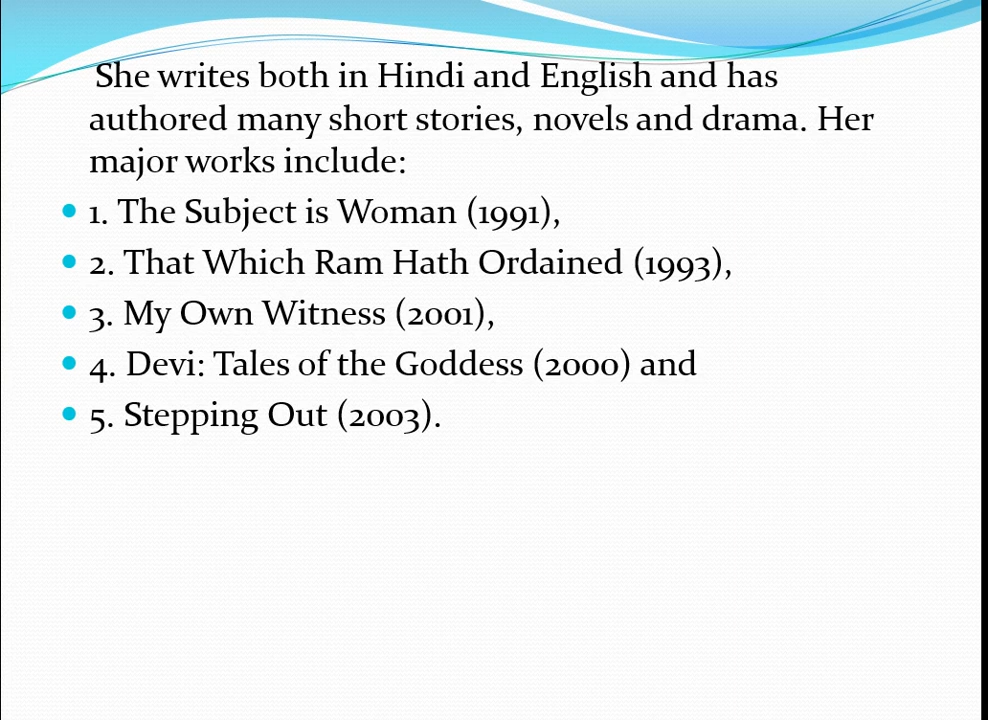 She writes both in Hindi and English and has
authored many short stories, novels and drama. Her
major works include:
• 1. The Subject is Woman (1991),
• 2. That Which Ram Hath Ordained (1993),
• 3. My Own Witness (2001),
• 4. Devi: Tales of the Goddess (2000) and
• 5. Stepping Out (2003).